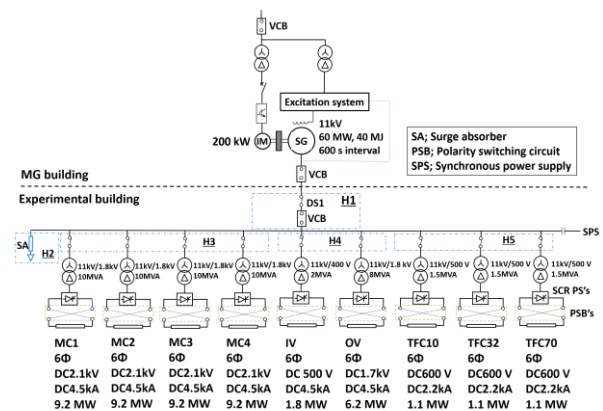 VCB
Excitation system
11kV
200 kW
IM
SG
60 MW, 40 MJ
600 s interval
SA; Surge absorber
PSB; Polarity switching circuit
SPS; Synchronous power supply
MG building
VCB
Experimental building
DS1
H1
VCB
SPS
SA
H2
H3
H4
H5
11kV/1.8kV 11kV/1.8kV 11kV/1.8kV 11kV/1.8kV 11kV/400 V 11kV/1.8 kV 11kV/500 V 11kV/500 V 11kV/500 V
10MVA 10MVA 10MVA 10MVA 2MVA 8MVA 1.5MVA 1.5MVA 1.5MVA
SCR PS's
PSB's
MC1 MC2 MC3 MC4 IV OV TFC10 TFC32 TFC70
6Φ 6Φ 6Φ 6Φ 6Φ 6Φ 6Φ 6Φ 6Φ
DC2.1kV DC2.1kV DC2.1kV DC2.1kV DC 500 V DC1.7kV DC600 V DC600 V DC600 V
DC4.5kA DC4.5kA DC4.5kA DC4.5kA DC4.5kA DC4.5kA DC2.2kA DC2.2kA DC2.2kA
9.2 MW 9.2 MW 9.2 MW 9.2 MW 1.8 MW 6.2 MW 1.1 MW 1.1 MW 1.1 MW